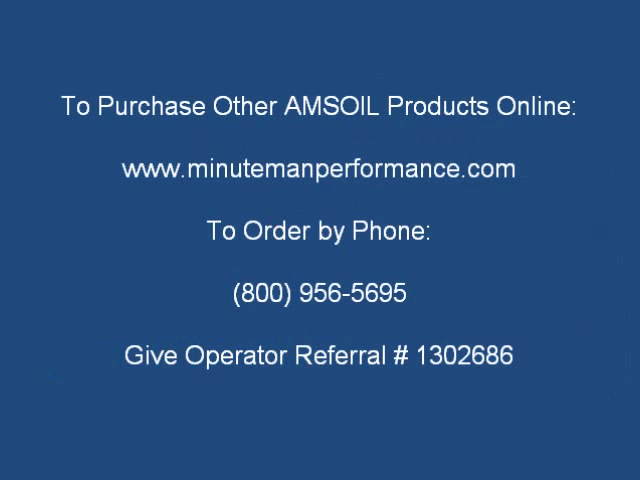 To Purchase Other AMSOIL Products Online:
www.minutemanperformance.com
To Order by Phone:
(800) 956-5695
Give Operator Referral # 1302686